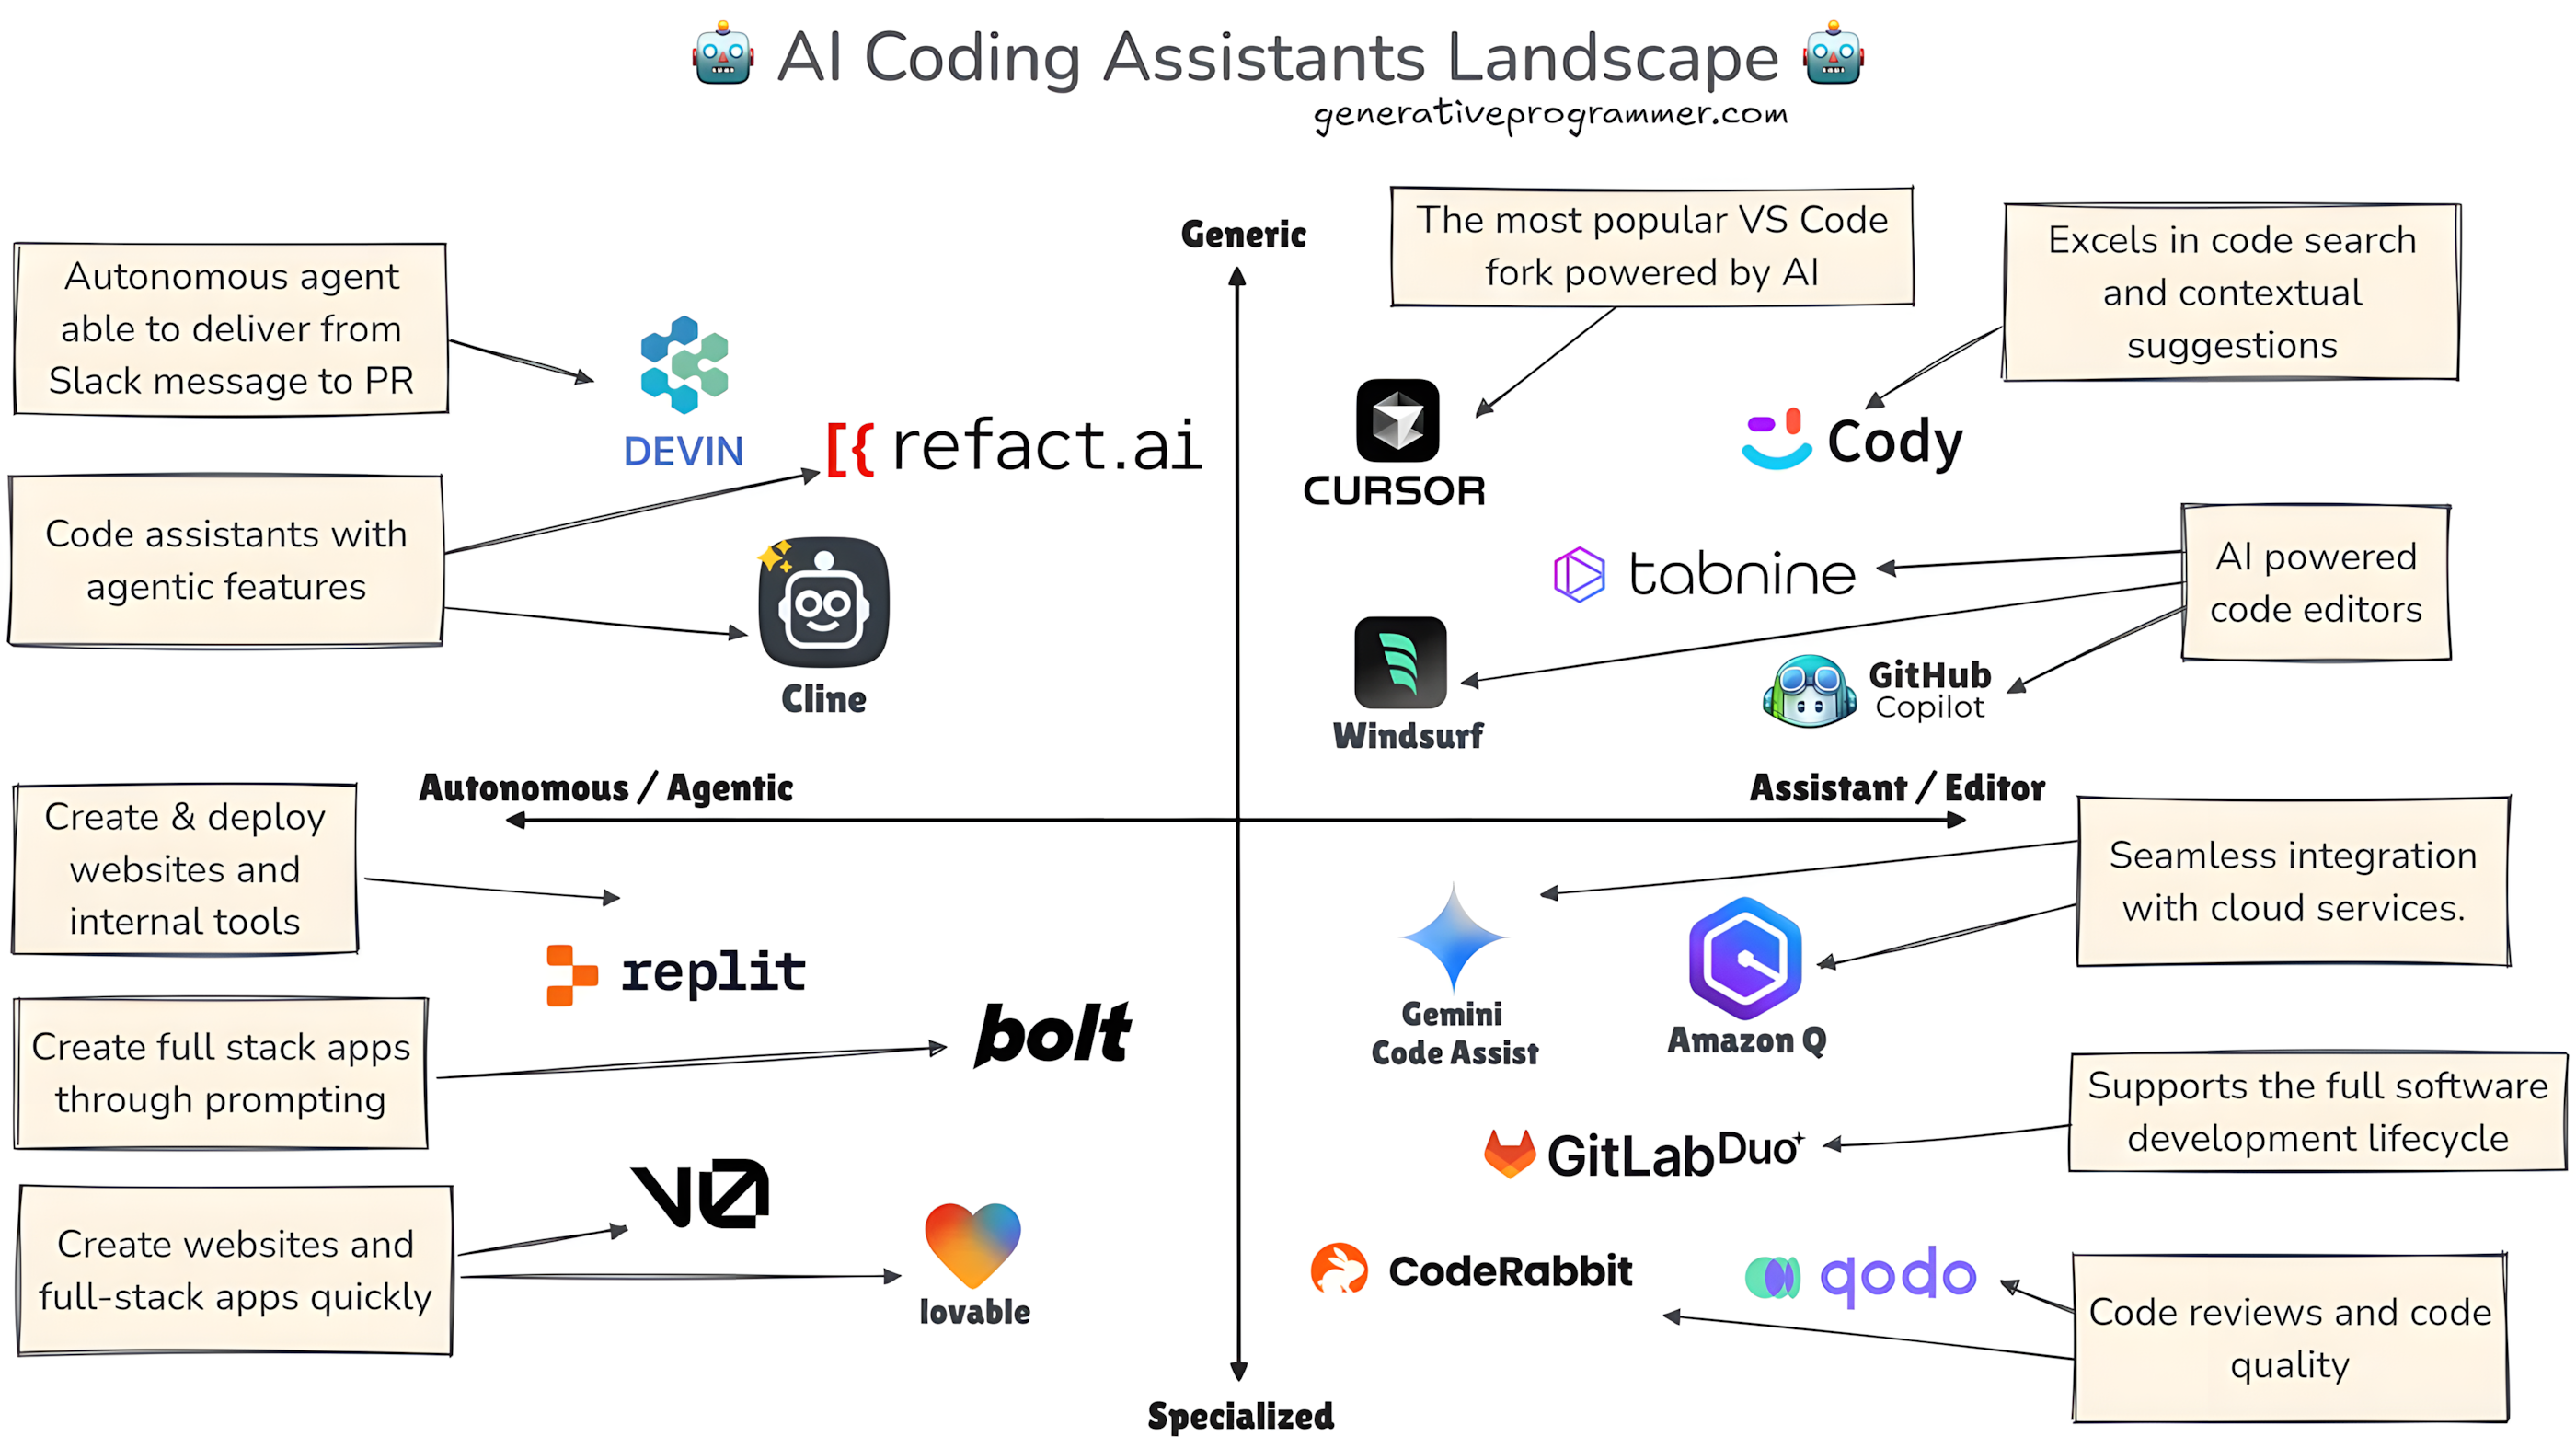 AI Coding Assistants Landscape
generativeprogrammer.com
Generic
The most popular VS Code
fork powered by AI
Excels in code search
and contextual
suggestions
Autonomous agent
able to deliver from
Slack message to PR
DEVIN
[{ refact.ai
CURSOR
Cody
Code assistants with
agentic features
Cline
tabnine
AI powered
code editors
Windsurf
GitHub
Copilot
Autonomous / Agentic
Assistant / Editor
Create & deploy
websites and
internal tools
replit
Seamless integration
with cloud services.
Gemini
Code Assist
Amazon Q
Create full stack apps
through prompting
bolt
Supports the full software
development lifecycle
GitLab Duo
Create websites and
full-stack apps quickly
v0
lovable
CodeRabbit
qodo
Code reviews and code
quality
Specialized